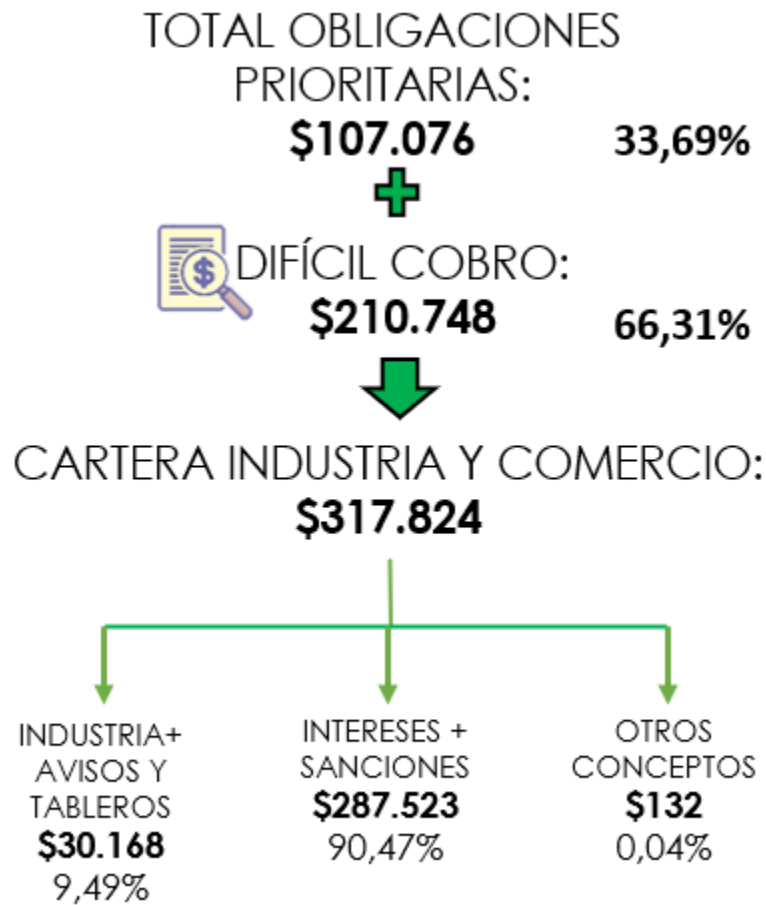 TOTAL OBLIGACIONES
PRIORITARIAS:
$107.076 33,69%
$
DIFÍCIL COBRO:
$210.748 66,31%
CARTERA INDUSTRIA Y COMERCIO:
$317.824
INDUSTRIA+
AVISOS Y
TABLEROS
$30.168
9,49%
INTERESES +
SANCIONES
$287.523
90,47%
OTROS
CONCEPTOS
$132
0,04%